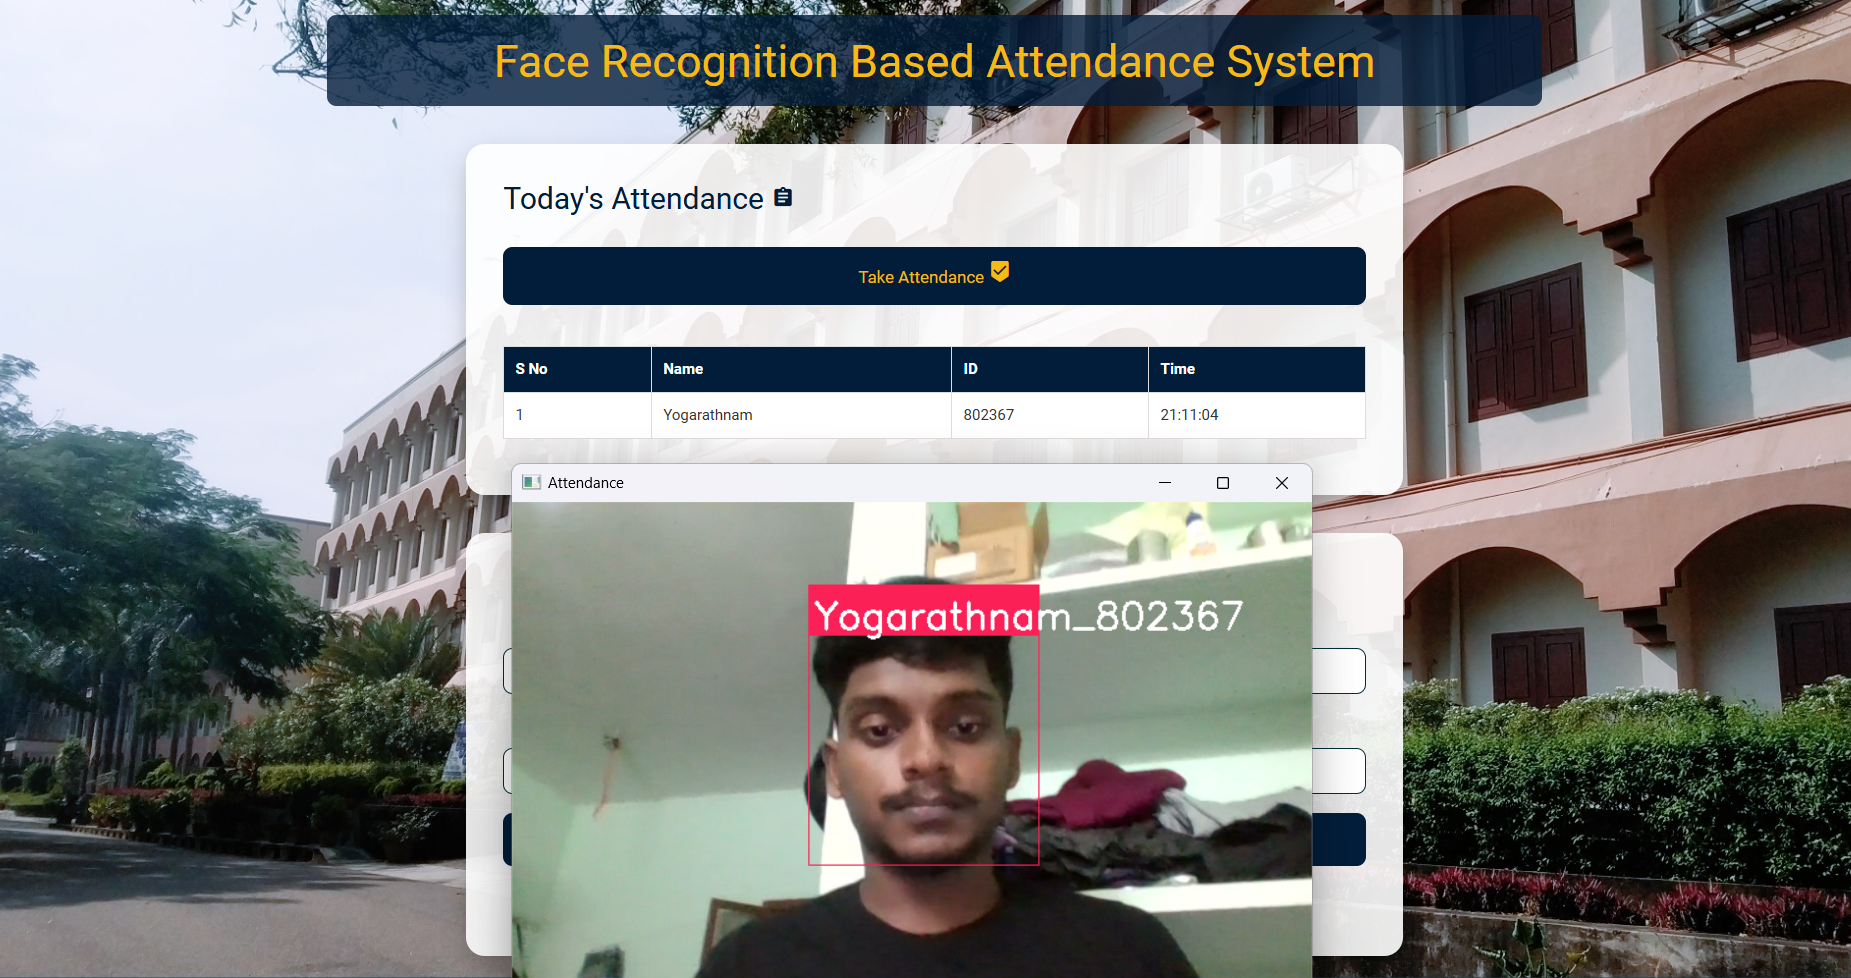 Face Recognition Based Attendance System
Today's Attendance
Take Attendance
S No Name ID Time
1 Yogarathnam 802367 21:11:04
Attendance
Yogarathnam_802367